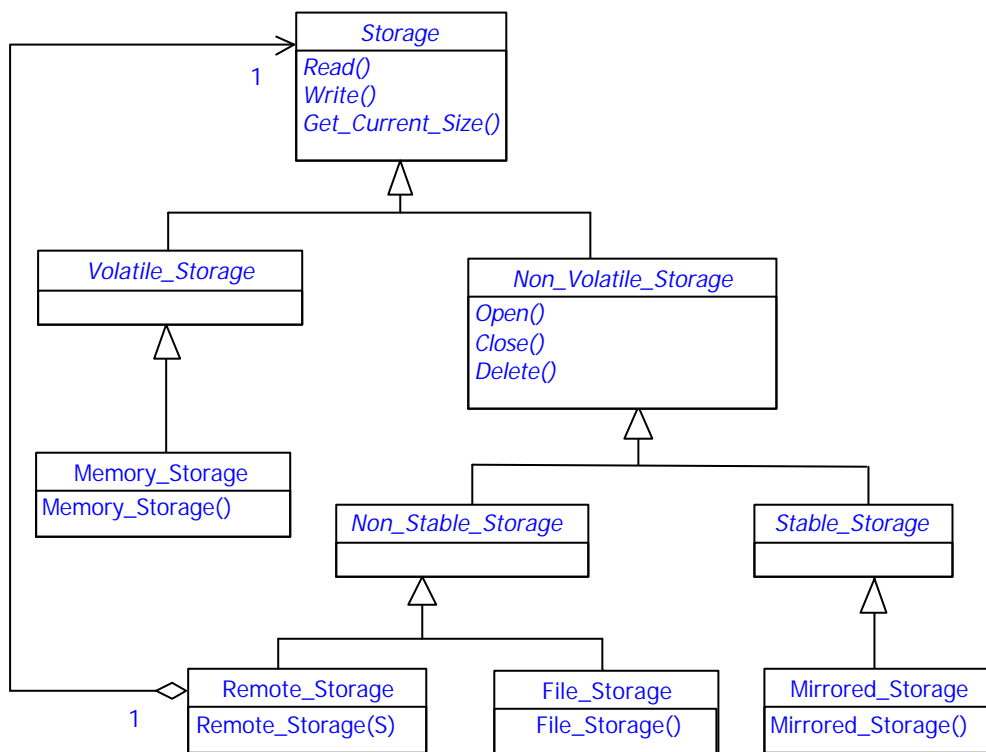 Storage
1
Read()
Write()
Get_Current_Size()
Volatile_Storage
Non_Volatile_Storage
Open()
Close()
Delete()
Memory_Storage
Memory_Storage()
Non_Stable_Storage
Stable_Storage
Remote_Storage
Remote_Storage(S)
1
File_Storage
File_Storage()
Mirrored_Storage
Mirrored_Storage()